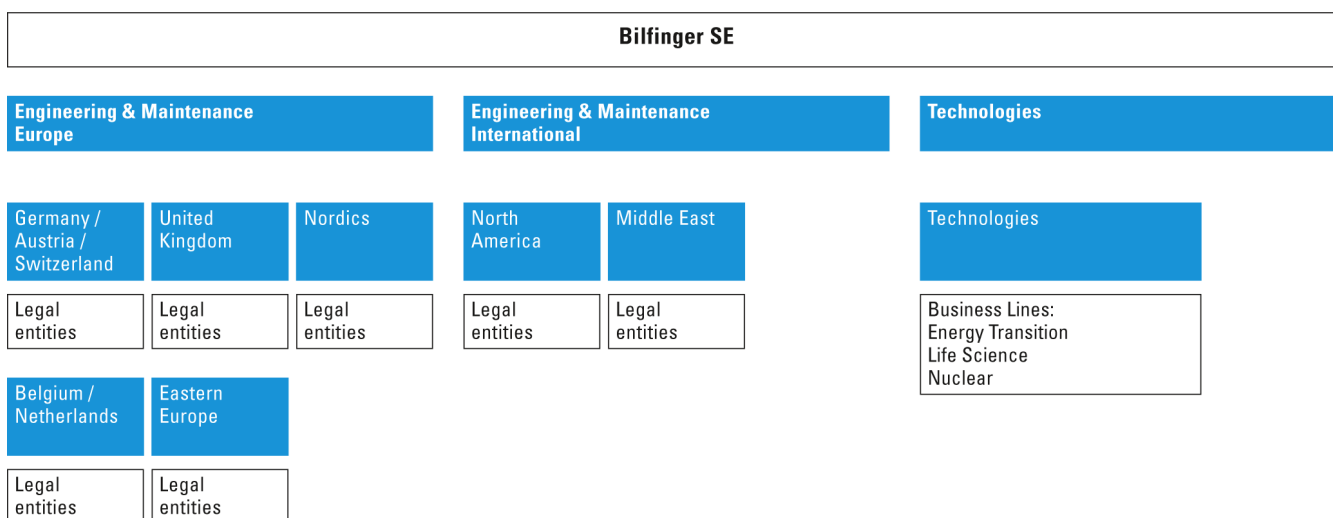 Bilfinger SE
Engineering & Maintenance
Europe
Engineering & Maintenance
International
Technologies
Germany /
Austria /
Switzerland
United
Kingdom
Nordics
North
America
Middle East
Technologies
Legal
entities
Legal
entities
Legal
entities
Legal
entities
Legal
entities
Business Lines:
Energy Transition
Life Science
Nuclear
Belgium /
Netherlands
Eastern
Europe
Legal
entities
Legal
entities